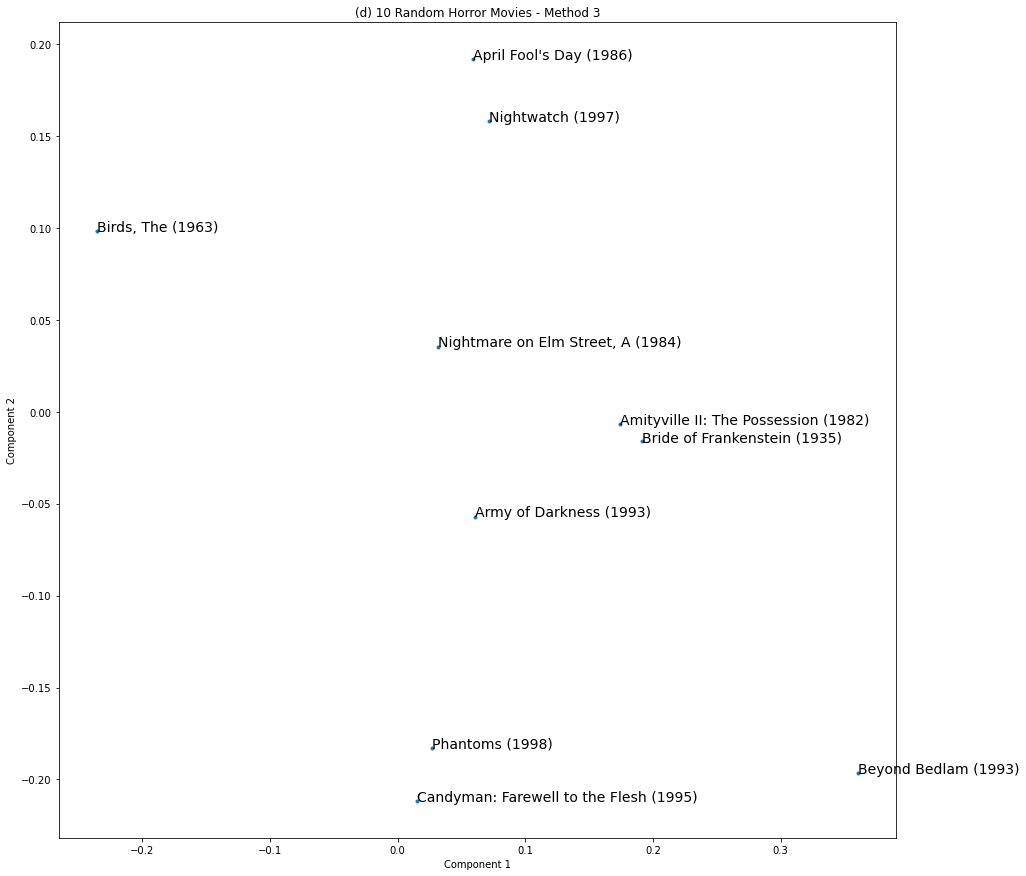 (d) 10 Random Horror Movies - Method 3
0.20
April Fool's Day (1986)
0.15
Nightwatch (1997)
0.10
Birds, The (1963)
0.05
Nightmare on Elm Street, A (1984)
0.00
Amityville II: The Possession (1982)
Bride of Frankenstein (1935)
Component 2
−0.05
Army of Darkness (1993)
−0.10
−0.15
Phantoms (1998)
−0.20
Beyond Bedlam (1993)
Candyman: Farewell to the Flesh (1995)
−0.2 −0.1 0.0 0.1 0.2 0.3
Component 1